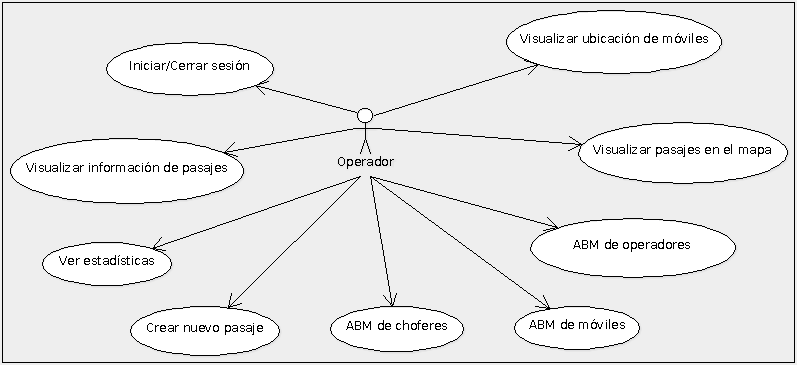 Visualizar ubicación de móviles
Iniciar/Cerrar sesión
Visualizar pasajes en el mapa
Operador
Visualizar información de pasajes
ABM de operadores
Ver estadísticas
Crear nuevo pasaje
ABM de choferes
ABM de móviles